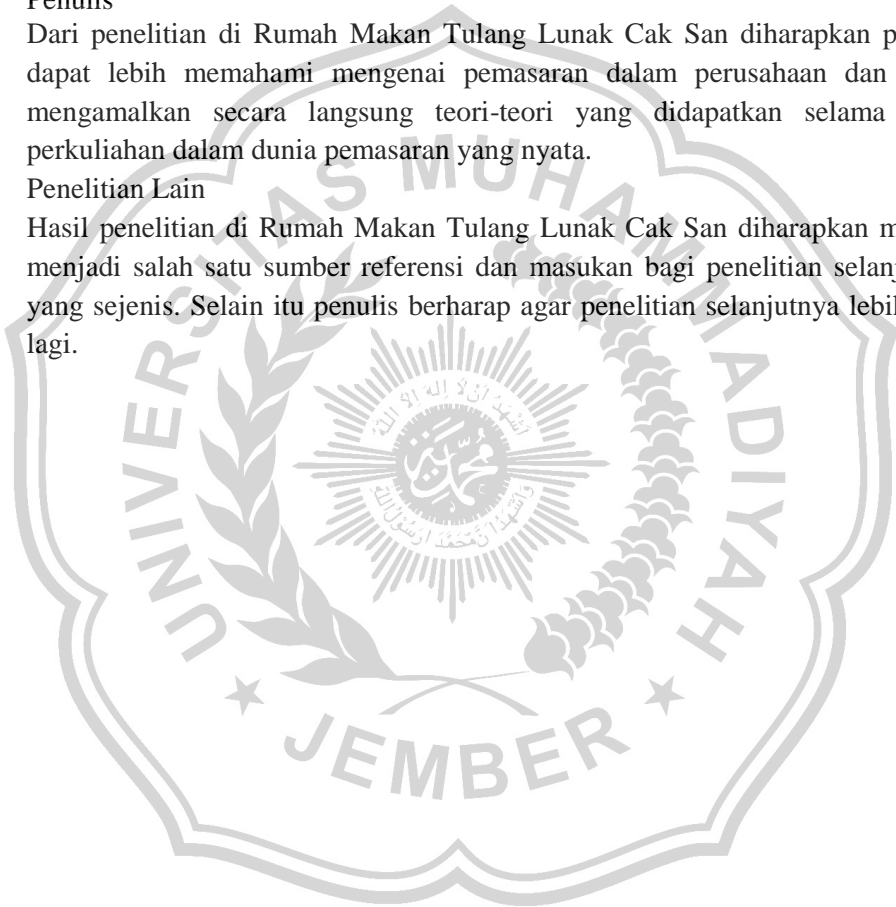 Penulis
Dari penelitian di Rumah Makan Tulang Lunak Cak San diharapkan
dapat lebih memahami mengenai pemasaran dalam perusahaan dan
mengamalkan secara langsung teori-teori yang didapatkan selama
perkuliahan dalam dunia pemasaran yang nyata.
Penelitian Lain
Hasil penelitian di Rumah Makan Tulang Lunak Cak San diharapkan
menjadi salah satu sumber referensi dan masukan bagi penelitian
yang sejenis. Selain itu penulis berharap agar penelitian selanjutnya
lagi.
UNIVERSITAS MUHAMMADIYAH
JEMBER